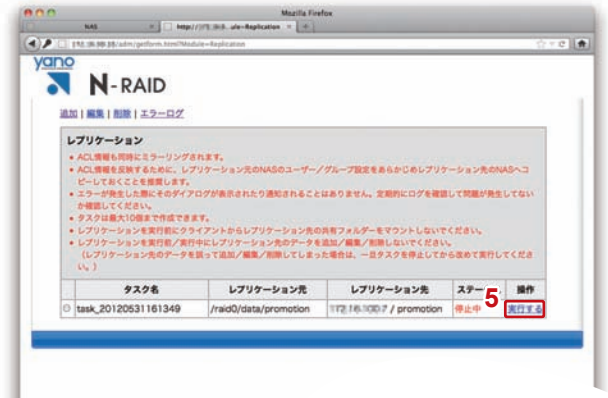 Mozilla Firefox
NAS
http://172.16.
ule=Replication
/adm/getform.html?Module=Replication
yano
N-RAID
追加 | 編集 | 削除 | エラーログ
レプリケーション
• ACL情報も同時にミラーリングされます。
• ACL情報を反映するために、レプリケーション元のNASのユーザー／グループ設定をあらかじめレプリケーション先のNASへコ
ピーしておくことを推奨します。
• エラーが発生した際にそのダイアログが表示されたり通知されることはありません。定期的にログを確認して問題が発生してない
か確認してください。
• タスクは最大10個まで作成できます。
• レプリケーションを実行前にクライアントからレプリケーション先の共有フォルダーをマウントしないでください。
• レプリケーションを実行前／実行中にレプリケーション先のデータを追加／編集／削除しないでください。
（レプリケーション先のデータを誤って追加／編集／削除してしまった場合は、一旦タスクを停止してから改めて実行してくださ
い。）
タスク名 レプリケーション元 レプリケーション先 ステー 操作
5
task_20120531161349 /raid0/data/promotion / promotion 停止中 実行する